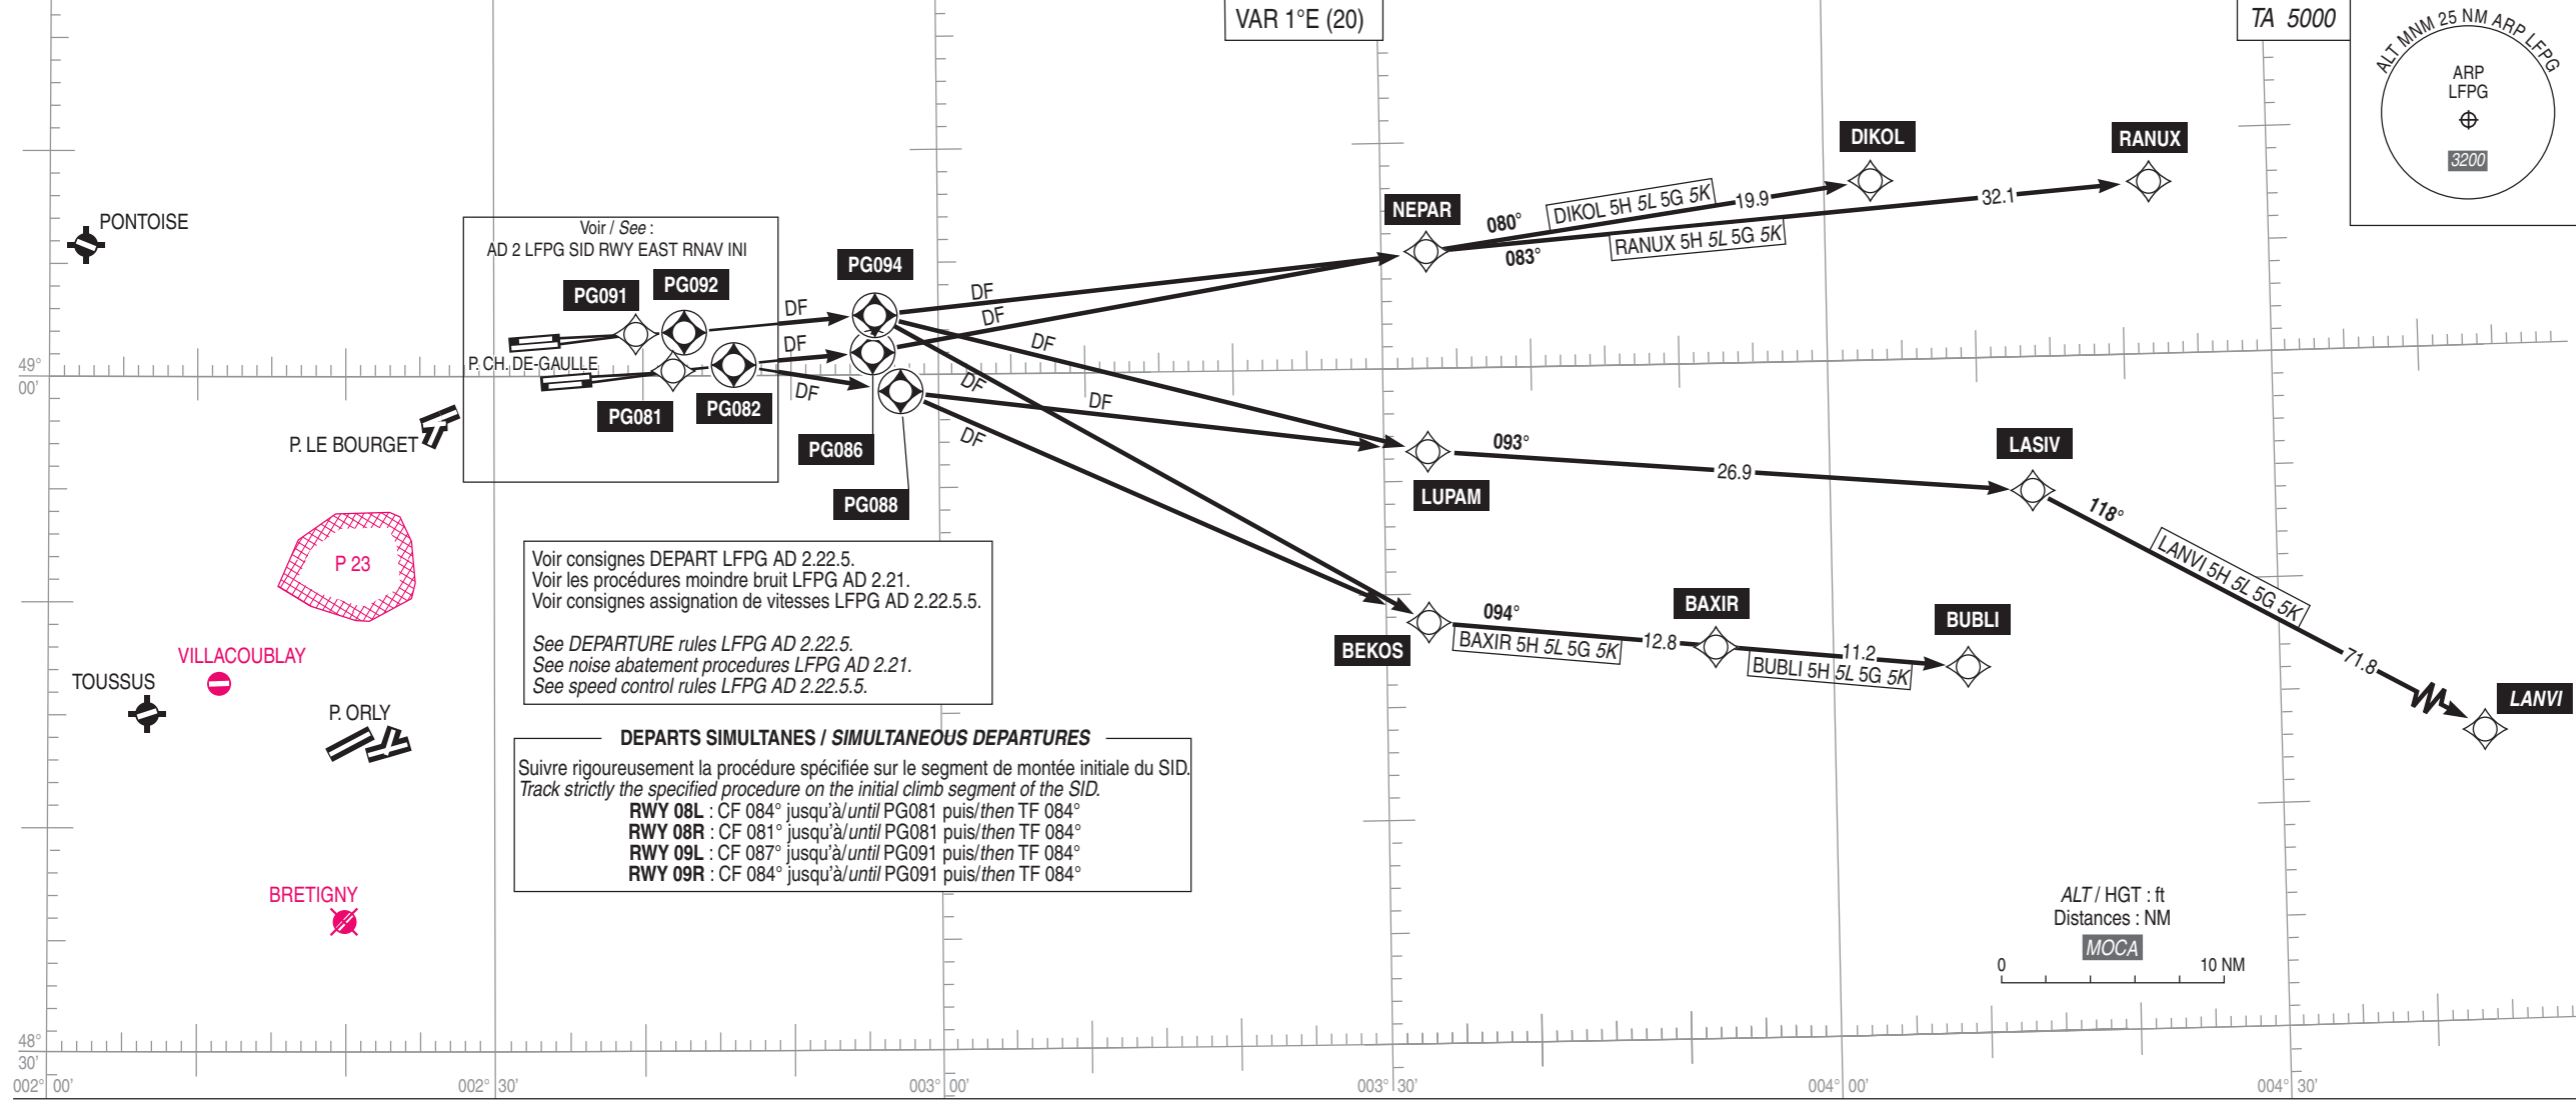 VAR 1°E (20)
TA 5000
ALT MNM 25 NM ARP LFPG
ARP
LFPG
3200
DIKOL
RANUX
NEPAR
080°
DIKOL 5H 5L 5G 5K
19.9
32.1
083°
RANUX 5H 5L 5G 5K
PONTOISE
Voir / See :
AD 2 LFPG SID RWY EAST RNAV INI
PG091
PG092
PG094
DF
DF
DF
DF
DF
DF
DF
DF
DF
P. CH. DE-GAULLE
PG081
PG082
PG086
PG088
49°
00'
P. LE BOURGET
P 23
VILLACOUBLAY
TOUSSUS
P. ORLY
BRETIGNY
093°
26.9
LUPAM
LASIV
118°
LANVI 5H 5L 5G 5K
71.8
LANVI
BEKOS
094°
BAXIR 5H 5L 5G 5K
12.8
BAXIR
11.2
BUBLI 5H 5L 5G 5K
BUBLI
Voir consignes DEPART LFPG AD 2.22.5.
Voir les procédures moindre bruit LFPG AD 2.21.
Voir consignes assignation de vitesses LFPG AD 2.22.5.5.
See DEPARTURE rules LFPG AD 2.22.5.
See noise abatement procedures LFPG AD 2.21.
See speed control rules LFPG AD 2.22.5.5.
DEPARTS SIMULTANES / SIMULTANEOUS DEPARTURES
Suivre rigoureusement la procédure spécifiée sur le segment de montée initiale du SID.
Track strictly the specified procedure on the initial climb segment of the SID.
RWY 08L : CF 084° jusqu'à/until PG081 puis/then TF 084°
RWY 08R : CF 081° jusqu'à/until PG081 puis/then TF 084°
RWY 09L : CF 087° jusqu'à/until PG091 puis/then TF 084°
RWY 09R : CF 084° jusqu'à/until PG091 puis/then TF 084°
ALT / HGT : ft
Distances : NM
MOCA
0 10 NM
48°
30'
002° 00'
002° 30'
003° 00'
003° 30'
004° 00'
004° 30'